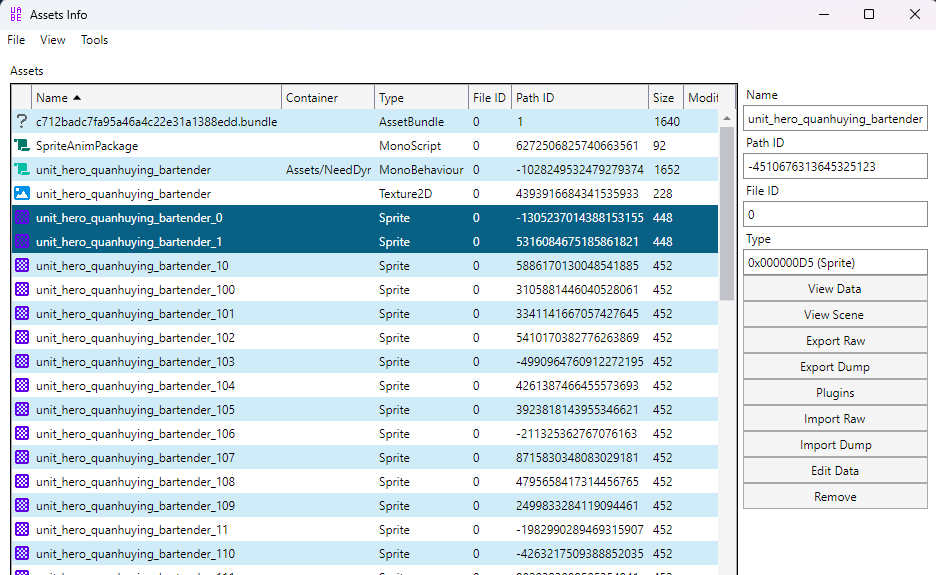 UABE Assets Info
File View Tools
Assets
Name Container Type File ID Path ID Size Modif
c712badc7fa95a46a4c22e31a1388edd.bundle AssetBundle 0 1 1640
SpriteAnimPackage MonoScript 0 6272506825740663561 92
unit_hero_quanhuying_bartender Assets/NeedDyr MonoBehaviour 0 -1028249532479279374 1652
unit_hero_quanhuying_bartender Texture2D 0 4393916684341535933 228
unit_hero_quanhuying_bartender_0 Sprite 0 -1305237014388153155 448
unit_hero_quanhuying_bartender_1 Sprite 0 5316084675185861821 448
unit_hero_quanhuying_bartender_10 Sprite 0 5886170130048541885 452
unit_hero_quanhuying_bartender_100 Sprite 0 3105881446040528061 452
unit_hero_quanhuying_bartender_101 Sprite 0 3341141667057427645 452
unit_hero_quanhuying_bartender_102 Sprite 0 5410170382776263869 452
unit_hero_quanhuying_bartender_103 Sprite 0 -4990964760912272195 452
unit_hero_quanhuying_bartender_104 Sprite 0 4261387466455573693 452
unit_hero_quanhuying_bartender_105 Sprite 0 3923818143955346621 452
unit_hero_quanhuying_bartender_106 Sprite 0 -211325362767076163 452
unit_hero_quanhuying_bartender_107 Sprite 0 8715830348083029181 452
unit_hero_quanhuying_bartender_108 Sprite 0 4795658417314456765 452
unit_hero_quanhuying_bartender_109 Sprite 0 2499833284119094461 452
unit_hero_quanhuying_bartender_11 Sprite 0 -1982990289469315907 452
unit_hero_quanhuying_bartender_110 Sprite 0 -4263217509388852035 452
Name
unit_hero_quanhuying_bartender
Path ID
-4510676313645325123
File ID
0
Type
0x000000D5 (Sprite)
View Data
View Scene
Export Raw
Export Dump
Plugins
Import Raw
Import Dump
Edit Data
Remove